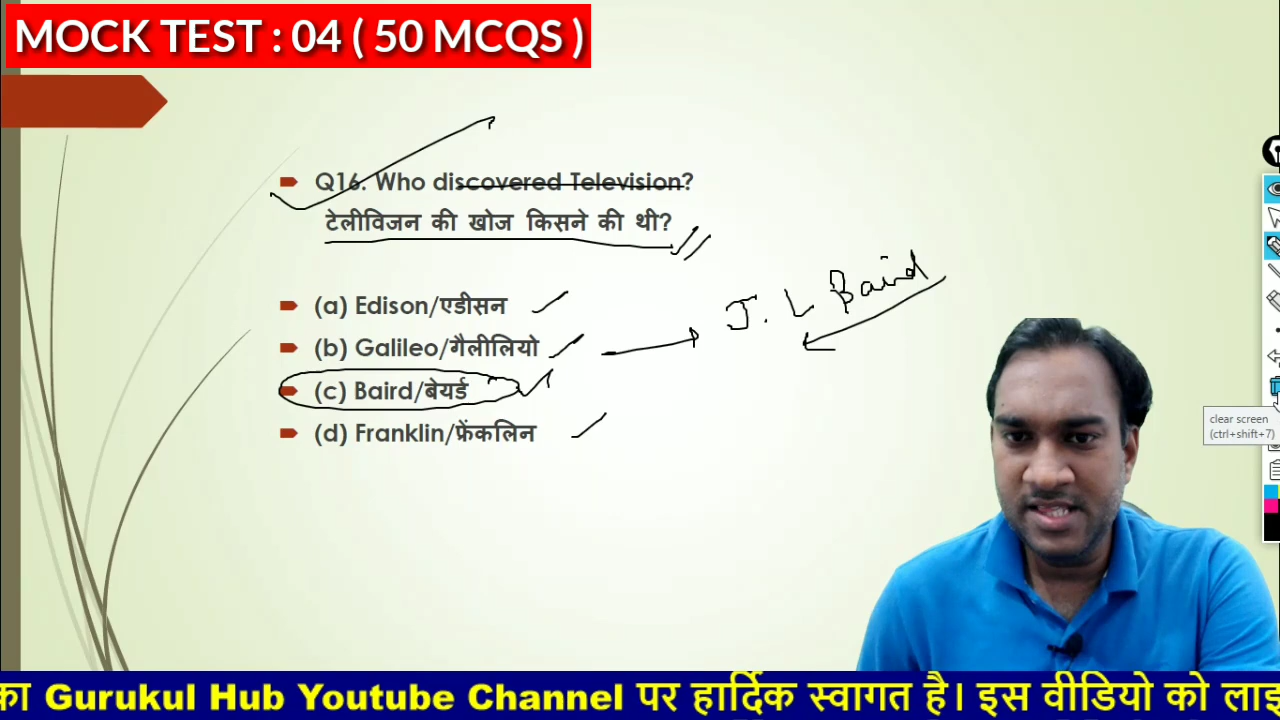 MOCK TEST : 04 ( 50 MCQS )
Q16. Who discovered Television?
टेलीविजन की खोज किसने की थी?
(a) Edison/एडीसन
(b) Galileo/गैलीलियो
(c) Baird/बेयर्ड
(d) Franklin/फ्रेंकलिन
J. L Baird
clear screen
(ctrl+shift+7)
का Gurukul Hub Youtube Channel पर हार्दिक स्वागत है। इस वीडियो को लाइ